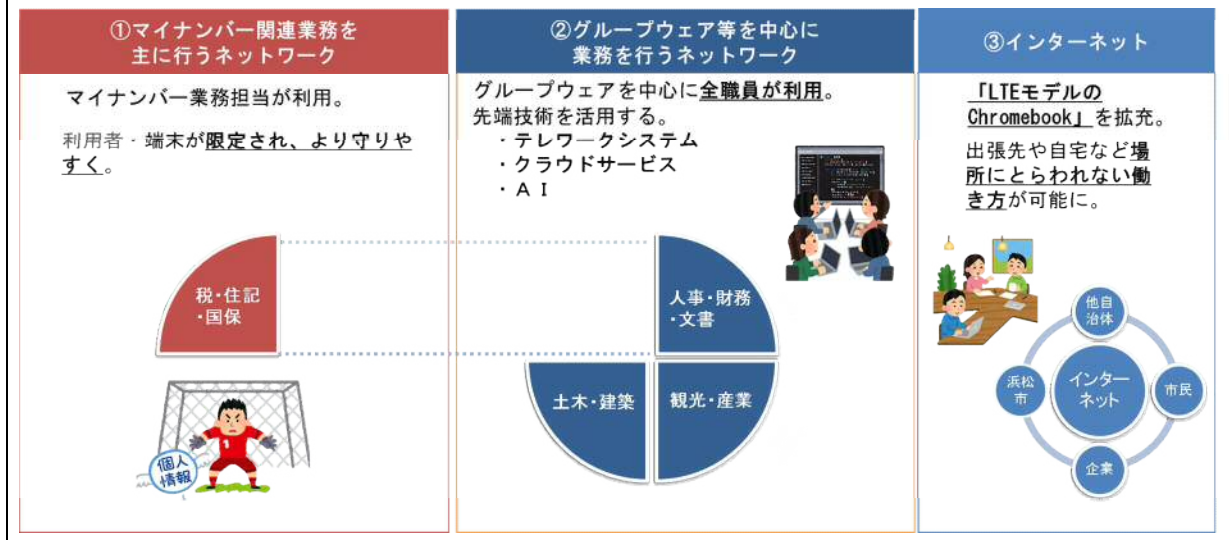 ①マイナンバー関連業務を
主に行うネットワーク
マイナンバー業務担当が利用。
利用者・端末が限定され、より守りや
すく。
税・住記
・国保
個人
情報
②グループウェア等を中心に
業務を行うネットワーク
グループウェアを中心に全職員が利用。
先端技術を活用する。
・テレワークシステム
・クラウドサービス
・ＡＩ
人事・財務
・文書
土木・建築
観光・産業
③インターネット
「LTEモデルの
Chromebook」を拡充。
出張先や自宅など場
所にとらわれない働
き方が可能に。
他自
治体
浜松
市
インター
ネット
市民
企業